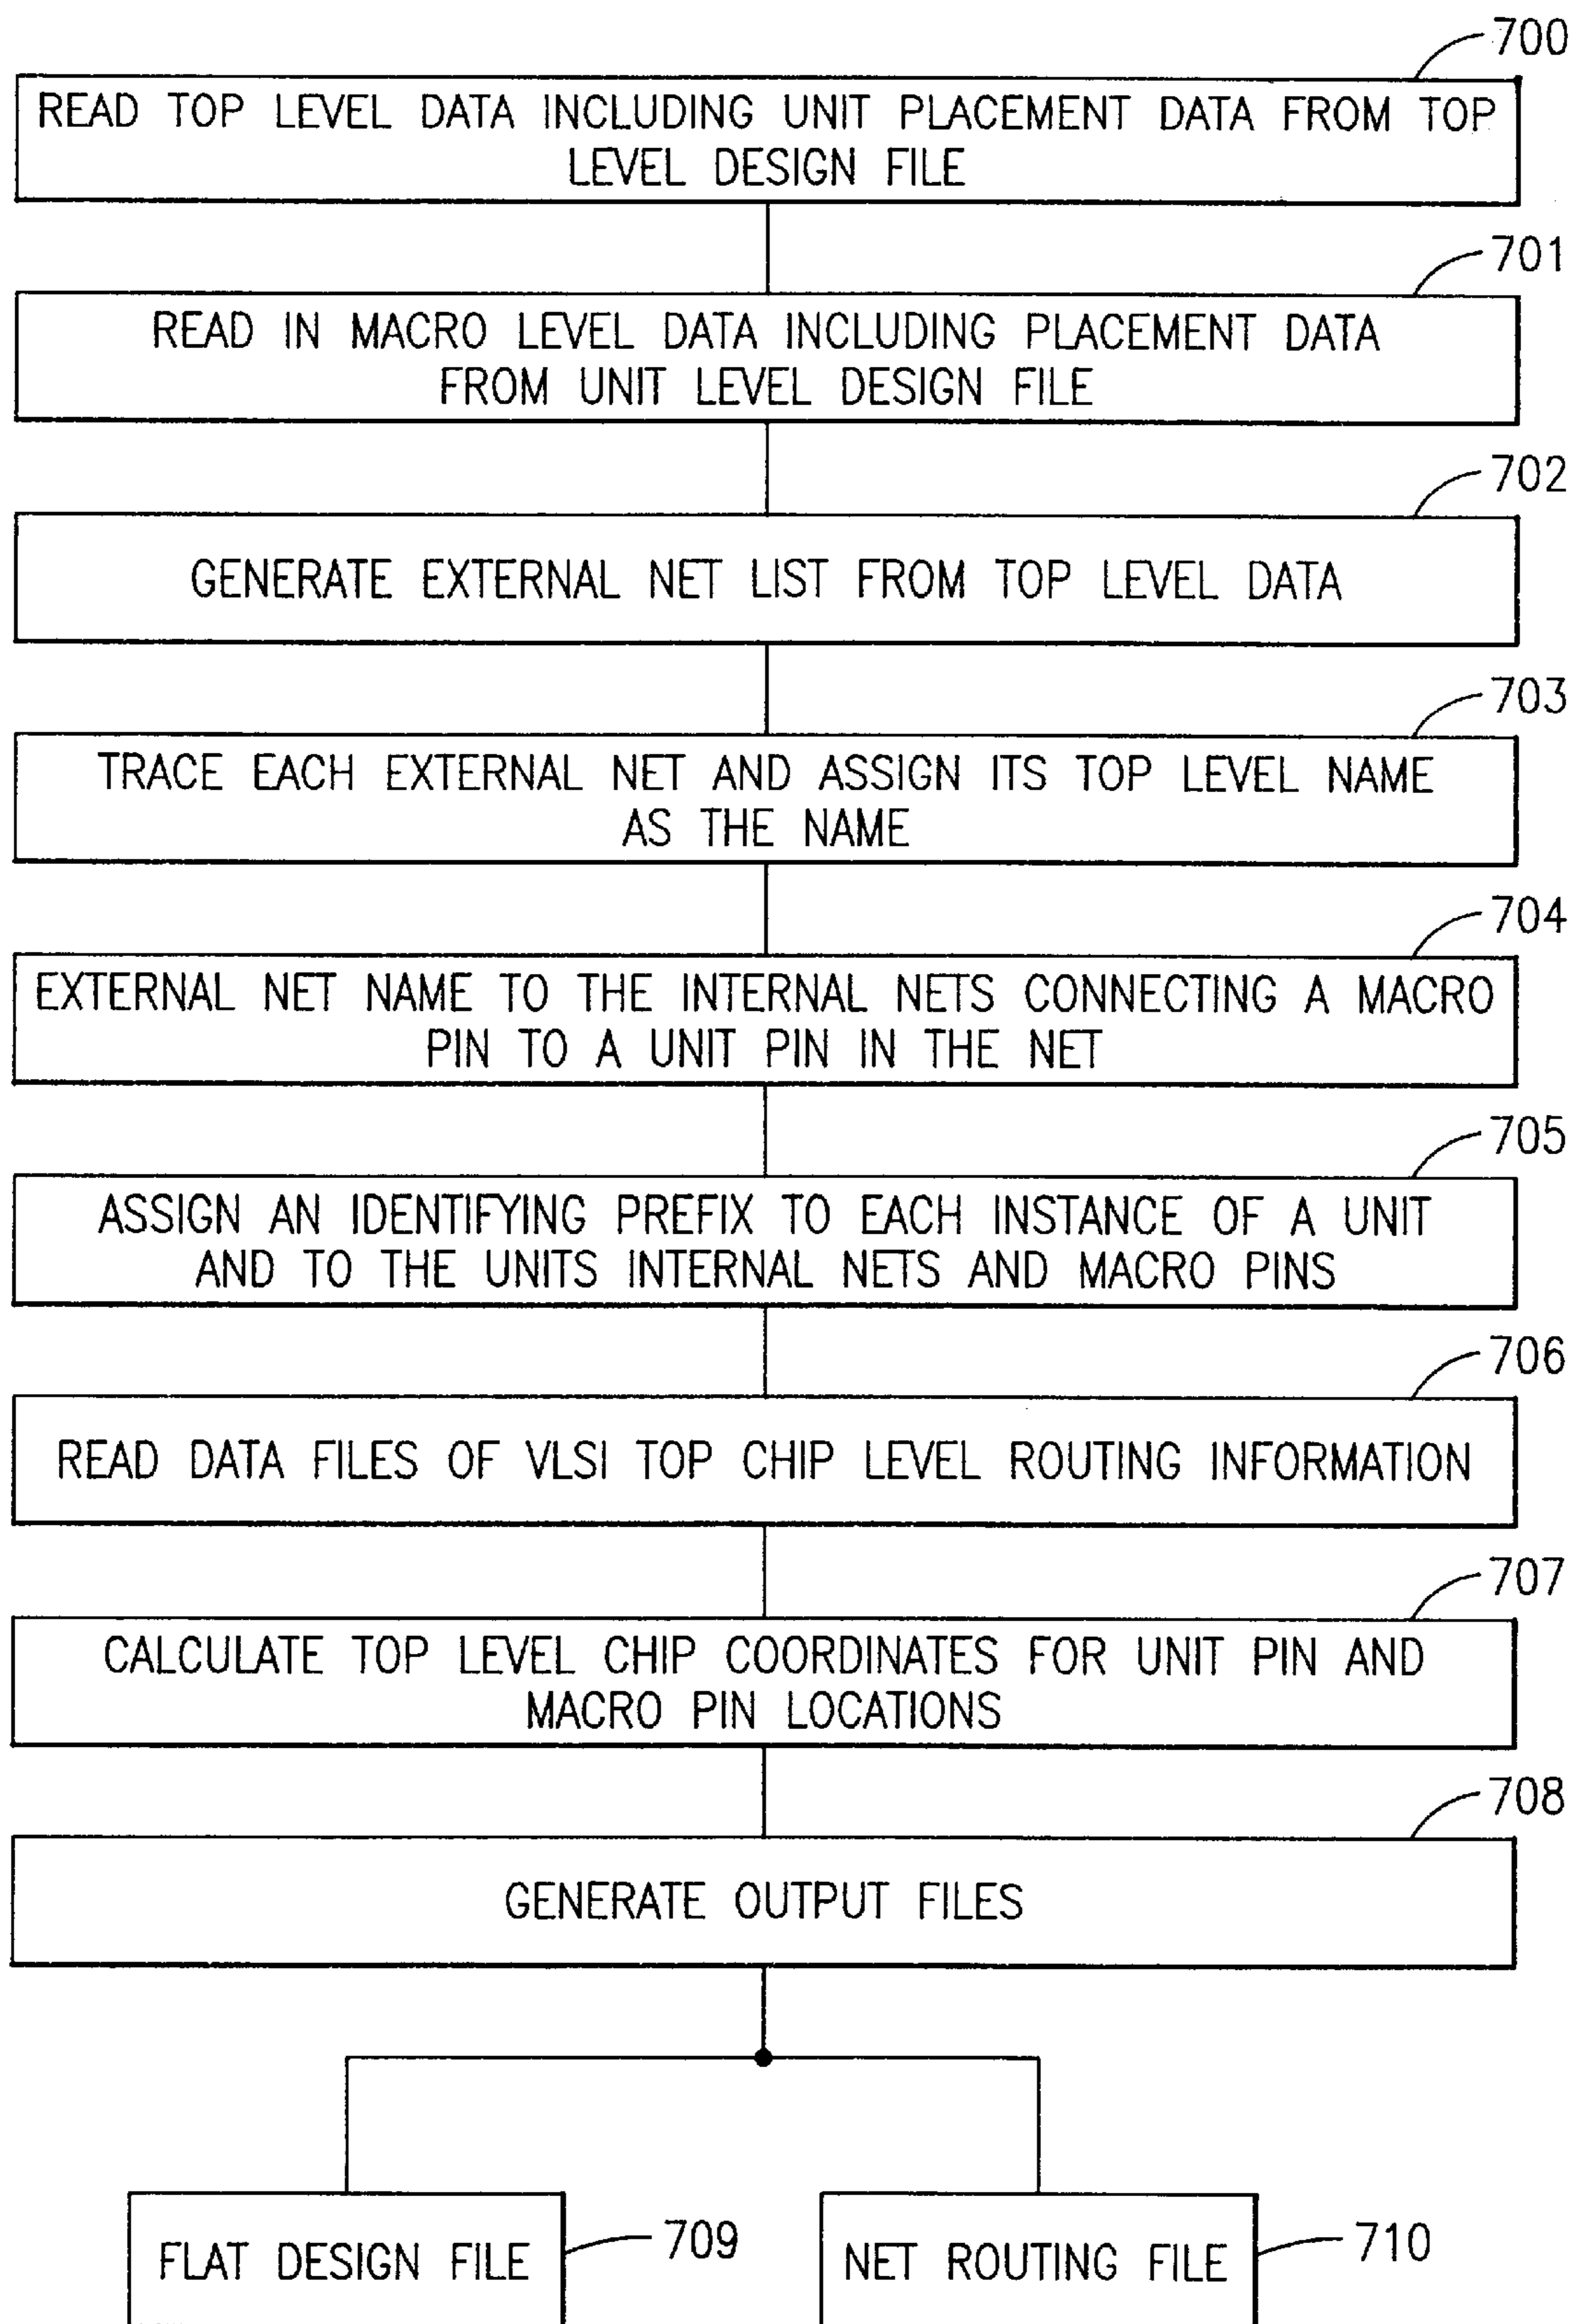 700
READ TOP LEVEL DATA INCLUDING UNIT PLACEMENT DATA FROM TOP
LEVEL DESIGN FILE
701
READ IN MACRO LEVEL DATA INCLUDING PLACEMENT DATA
FROM UNIT LEVEL DESIGN FILE
702
GENERATE EXTERNAL NET LIST FROM TOP LEVEL DATA
703
TRACE EACH EXTERNAL NET AND ASSIGN ITS TOP LEVEL NAME
AS THE NAME
704
EXTERNAL NET NAME TO THE INTERNAL NETS CONNECTING A MACRO
PIN TO A UNIT PIN IN THE NET
705
ASSIGN AN IDENTIFYING PREFIX TO EACH INSTANCE OF A UNIT
AND TO THE UNITS INTERNAL NETS AND MACRO PINS
706
READ DATA FILES OF VLSI TOP CHIP LEVEL ROUTING INFORMATION
707
CALCULATE TOP LEVEL CHIP COORDINATES FOR UNIT PIN AND
MACRO PIN LOCATIONS
708
GENERATE OUTPUT FILES
FLAT DESIGN FILE
709
NET ROUTING FILE
710